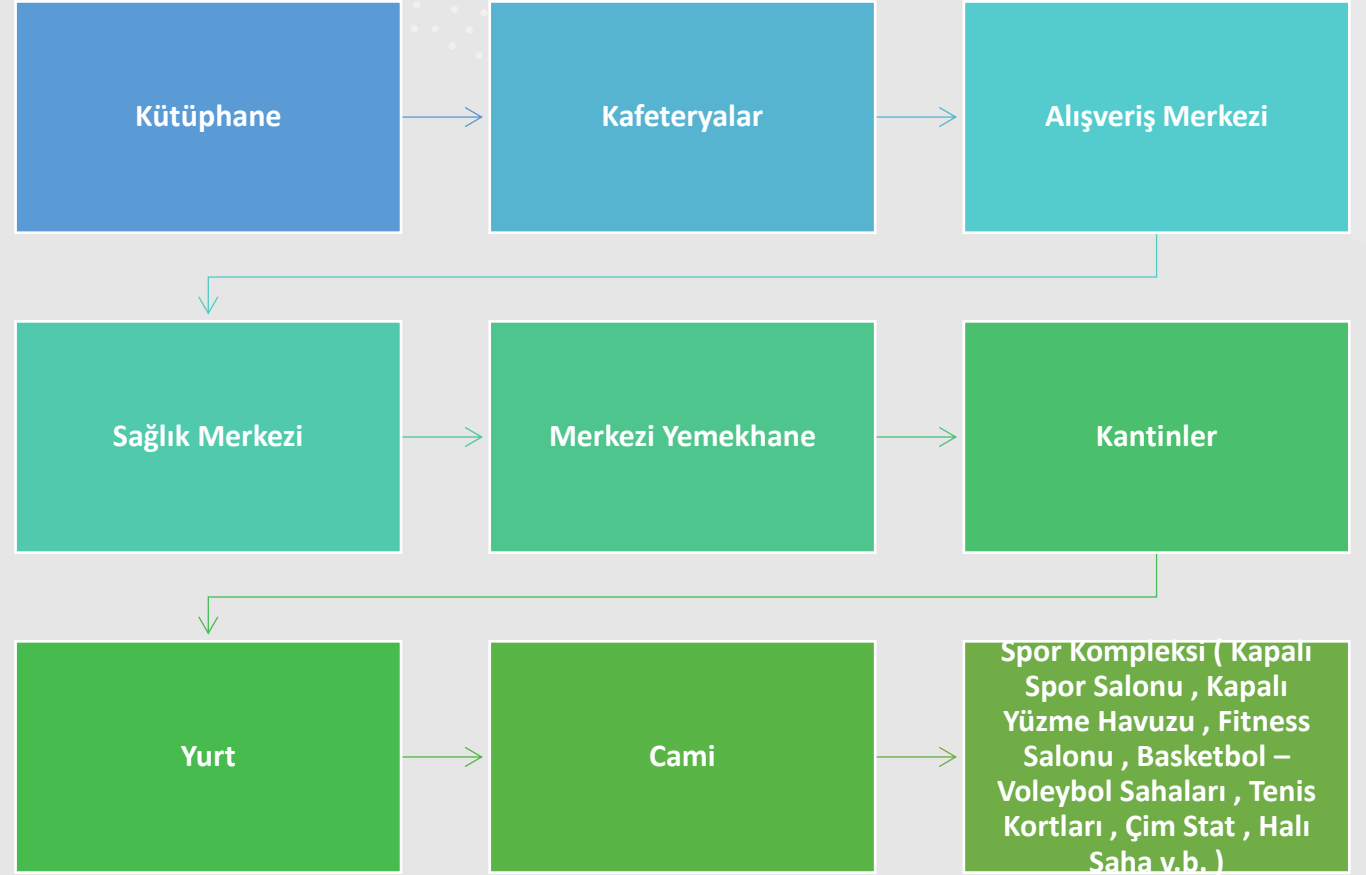 Kütüphane
Kafeteryalar
Alışveriş Merkezi
Sağlık Merkezi
Merkezi Yemekhane
Kantinler
Yurt
Cami
Spor Kompleksi ( Kapalı
Spor Salonu , Kapalı
Yüzme Havuzu , Fitness
Salonu , Basketbol –
Voleybol Sahaları , Tenis
Kortları , Çim Stat , Halı
Saha v.b. )